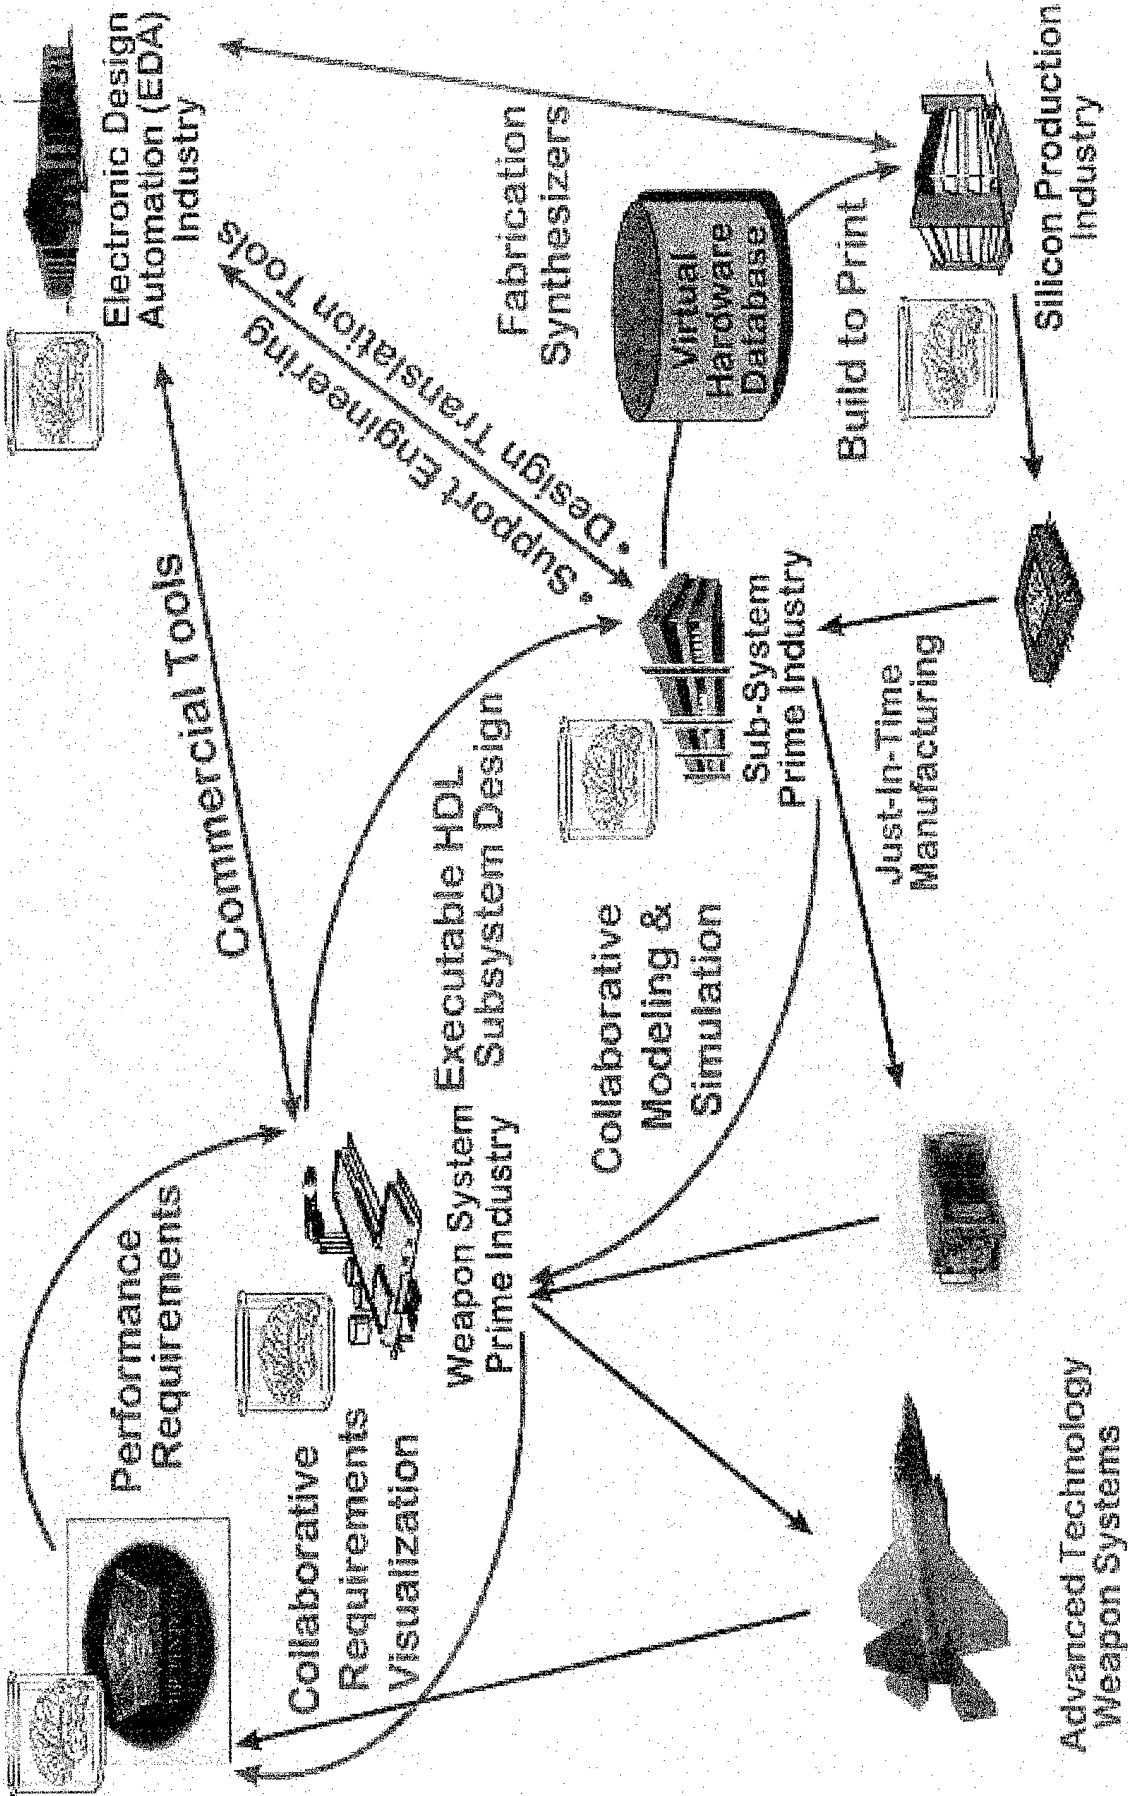 Performance
Requirements
Collaborative
Requirements
Visualization
Commercial Tools
Electronic Design
Automation (EDA)
Industry
• Support Engineering
• Design Translation Tools
Weapon System
Prime Industry
Executable HDL
Subsystem Design
Collaborative
Modeling &
Simulation
Sub-System
Prime Industry
Fabrication
Synthesizers
Virtual
Hardware
Database
Build to Print
Silicon Production
Industry
Just-In-Time
Manufacturing
Advanced Technology
Weapon Systems